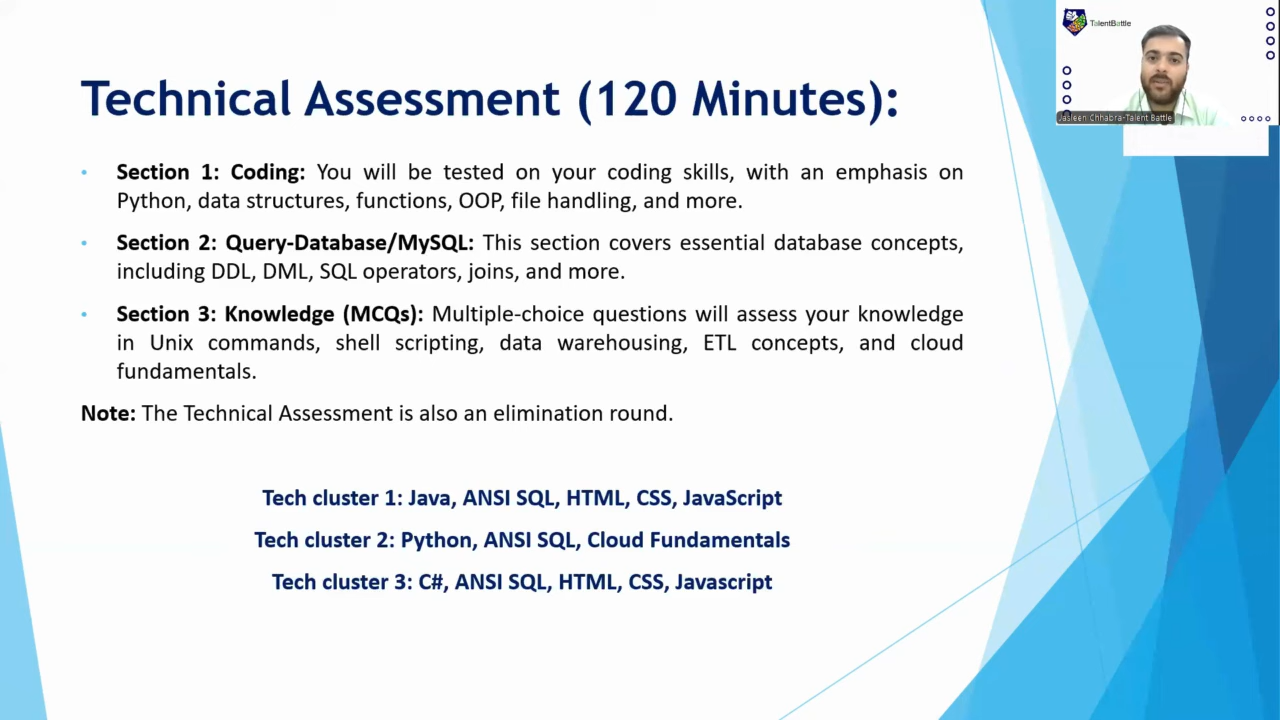 TalentBattle
Jasleen Chhabra-Talent Battle
Technical Assessment (120 Minutes):
• Section 1: Coding: You will be tested on your coding skills, with an emphasis on
Python, data structures, functions, OOP, file handling, and more.
• Section 2: Query-Database/MySQL: This section covers essential database concepts,
including DDL, DML, SQL operators, joins, and more.
• Section 3: Knowledge (MCQs): Multiple-choice questions will assess your knowledge
in Unix commands, shell scripting, data warehousing, ETL concepts, and cloud
fundamentals.
Note: The Technical Assessment is also an elimination round.
Tech cluster 1: Java, ANSI SQL, HTML, CSS, JavaScript
Tech cluster 2: Python, ANSI SQL, Cloud Fundamentals
Tech cluster 3: C#, ANSI SQL, HTML, CSS, Javascript